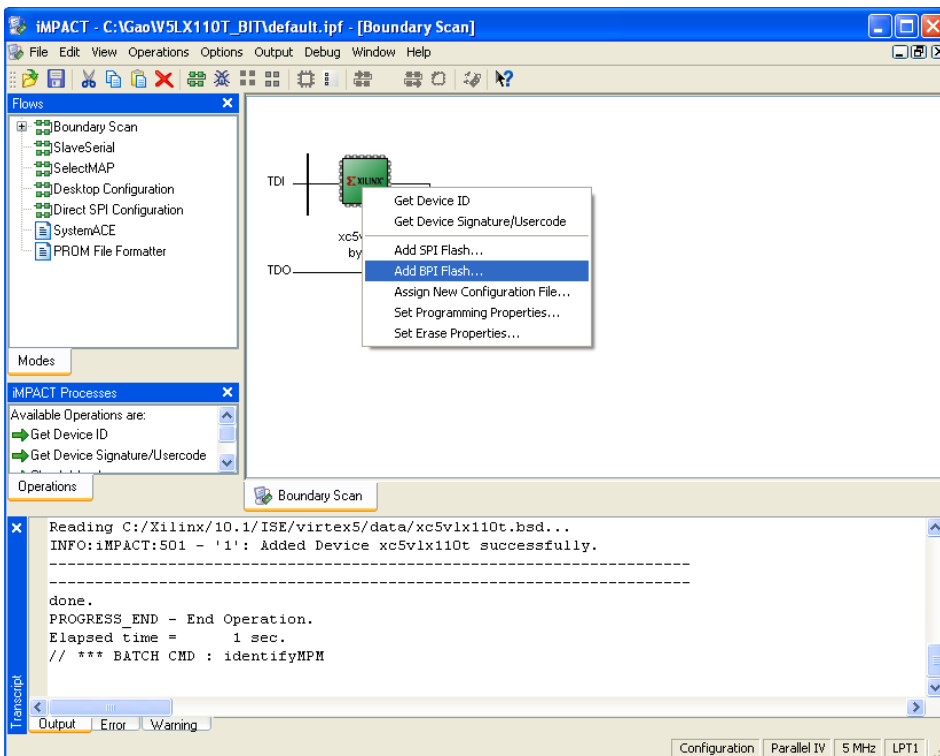 iMPACT - C:\Gao\V5LX110T_BIT\default.ipf - [Boundary Scan]
File Edit View Operations Options Output Debug Window Help
Flows
Boundary Scan
SlaveSerial
SelectMAP
Desktop Configuration
Direct SPI Configuration
SystemACE
PROM File Formatter
Modes
iMPACT Processes
Available Operations are:
Get Device ID
Get Device Signature/Usercode
Operations
TDI
XILINX
xc5v
by
TDO
Get Device ID
Get Device Signature/Usercode
Add SPI Flash...
Add BPI Flash...
Assign New Configuration File...
Set Programming Properties...
Set Erase Properties...
Boundary Scan
Reading C:/Xilinx/10.1/ISE/virtex5/data/xc5vlx110t.bsd...
INFO:iMPACT:501 - '1': Added Device xc5vlx110t successfully.
----------------------------------------------------------------------
----------------------------------------------------------------------
done.
PROGRESS_END - End Operation.
Elapsed time =      1 sec.
// *** BATCH CMD : identifyMPM
Transcript
Output Error Warning
Configuration Parallel IV 5 MHz LPT1